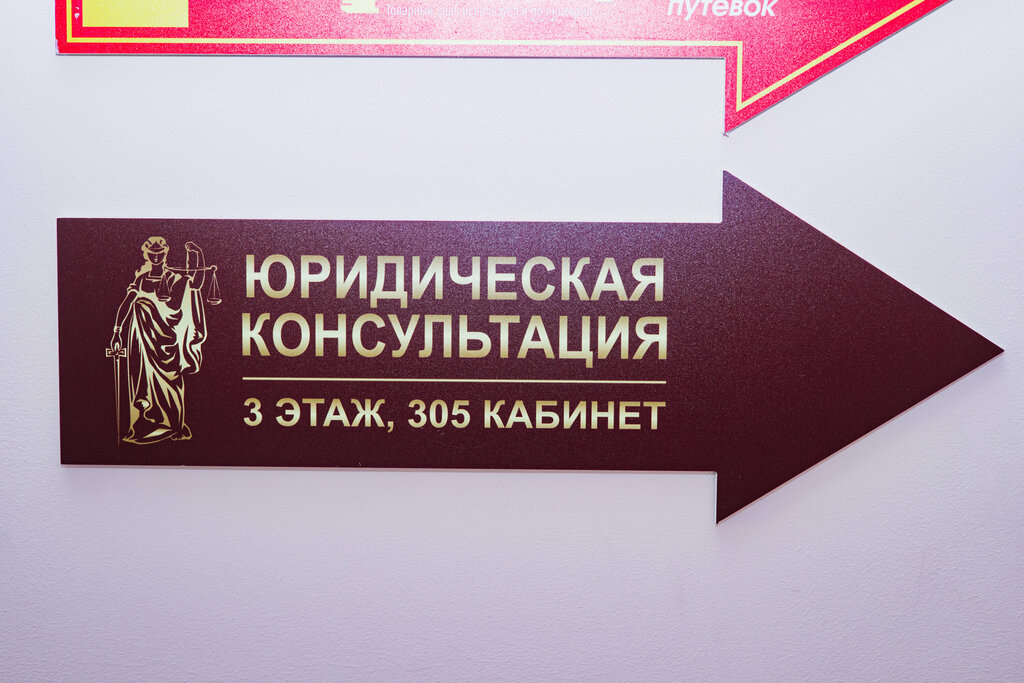 путевок
ЮРИДИЧЕСКАЯ
КОНСУЛЬТАЦИЯ
3 ЭТАЖ, 305 КАБИНЕТ